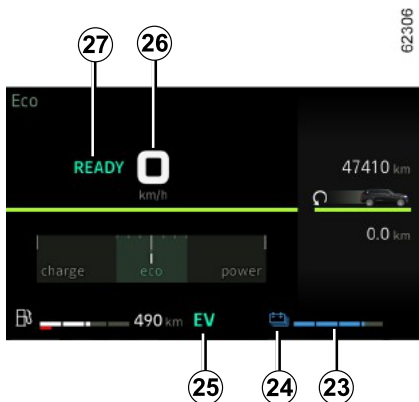 62306
27 26
Eco
READY 0
km/h
47410 km
0.0 km
charge eco power
490 km EV
25 24 23